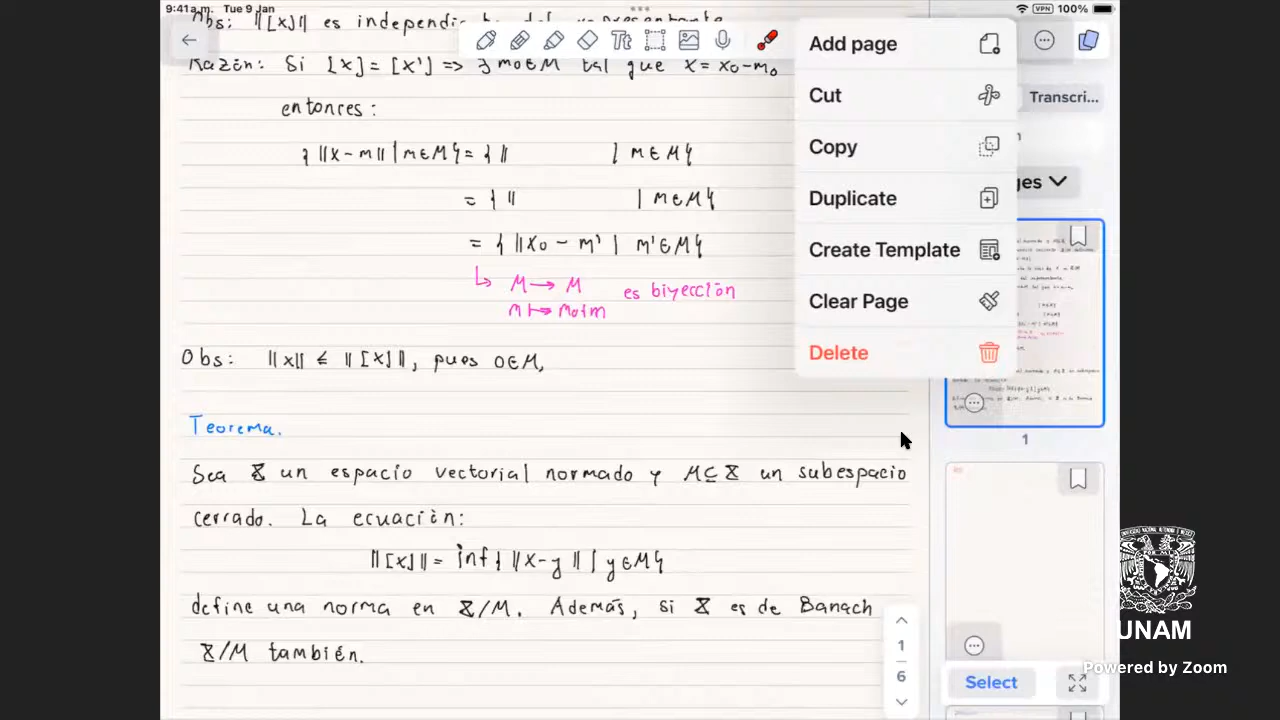 9:41 a.m. Tue 9 Jan
VPN 100%
Obs: ||[x]|| es
Razón: Si [x] = [x'] => ∃ m₀∈M tal que x = x₀-m₀
entonces:
{ ||x-m|| | m∈M} = { || | m∈M}
= { || | m∈M}
= { ||x₀ - m' | m'∈M}
↳ M → M es biyección
m ↦ m₀+m
Obs: ||x|| ≤ ||[x]||, pues 0∈M,
Teorema.
Sea X un espacio vectorial normado y M⊆X un subespacio
cerrado. La ecuación:
||[x]|| = inf{ ||x-y|| | y∈M}
define una norma en X/M. Además, si X es de Banach
X/M también.
Add page
Cut
Copy
Duplicate
Create Template
Clear Page
Delete
Transcri...
ges
1
1
6
Select
UNAM
Powered by Zoom